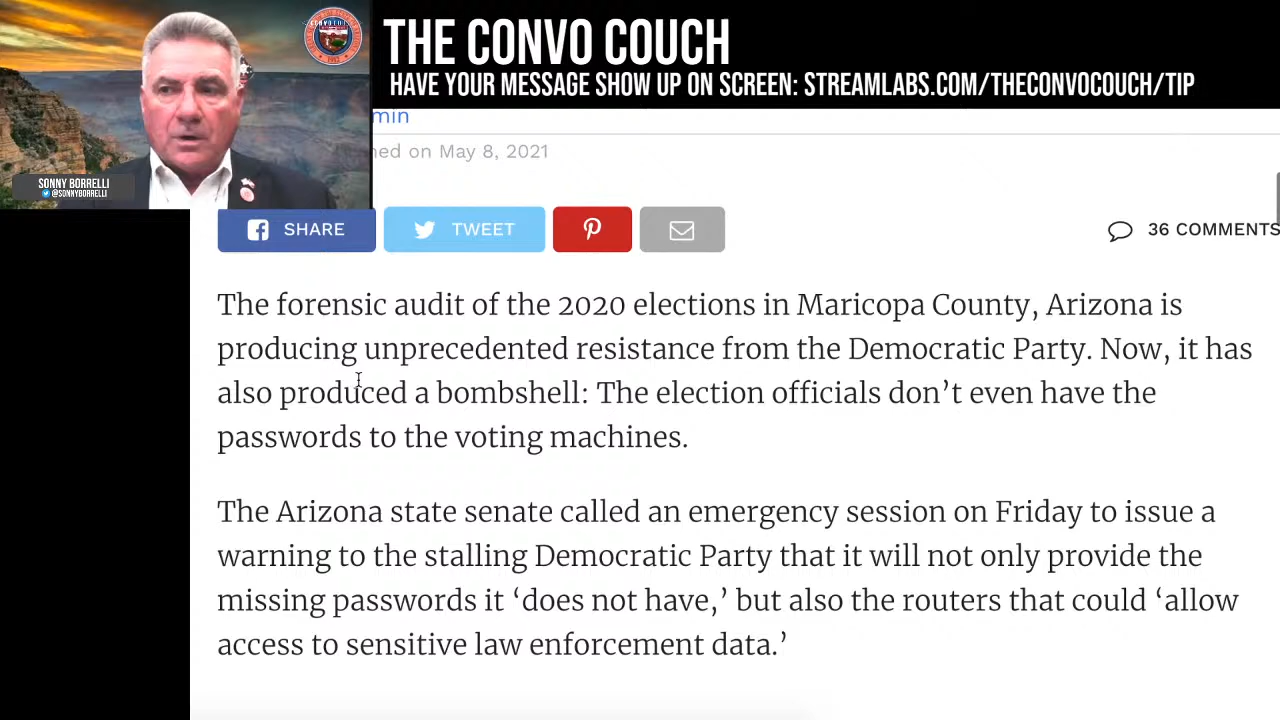 THE CONVO COUCH
HAVE YOUR MESSAGE SHOW UP ON SCREEN: STREAMLABS.COM/THECONVOCOUCH/TIP
SONNY BORRELLI
@SONNYBORRELLI
min
ned on May 8, 2021
SHARE
TWEET
36 COMMENTS
The forensic audit of the 2020 elections in Maricopa County, Arizona is
producing unprecedented resistance from the Democratic Party. Now, it has
also produced a bombshell: The election officials don’t even have the
passwords to the voting machines.
The Arizona state senate called an emergency session on Friday to issue a
warning to the stalling Democratic Party that it will not only provide the
missing passwords it ‘does not have,’ but also the routers that could ‘allow
access to sensitive law enforcement data.’